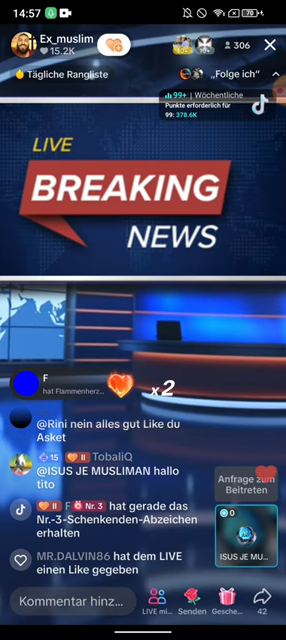 14:57
70%
Ex_muslim
15.2K
306
Tägliche Rangliste
„Folge ich“
99+ | Wöchentliche
Punkte erforderlich für
99: 378.6K
LIVE
BREAKING
NEWS
F
hat Flammenherz...
x2
@Rini nein alles gut Like du
Asket
15 II TobaliQ
@ISUS JE MUSLIMAN hallo
tito
II F Nr. 3 hat gerade das
Nr.-3-Schenkenden-Abzeichen
erhalten
MR.DALVIN86 hat dem LIVE
einen Like gegeben
Anfrage zum
Beitreten
0
ISUS JE MU...
Kommentar hinz...
LIVE mi...
Senden
Gesche...
42